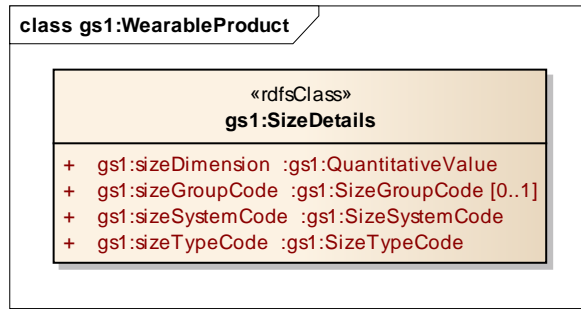 class gs1:WearableProduct
«rdfsClass»
gs1:SizeDetails
+ gs1:sizeDimension :gs1:QuantitativeValue
+ gs1:sizeGroupCode :gs1:SizeGroupCode [0..1]
+ gs1:sizeSystemCode :gs1:SizeSystemCode
+ gs1:sizeTypeCode :gs1:SizeTypeCode